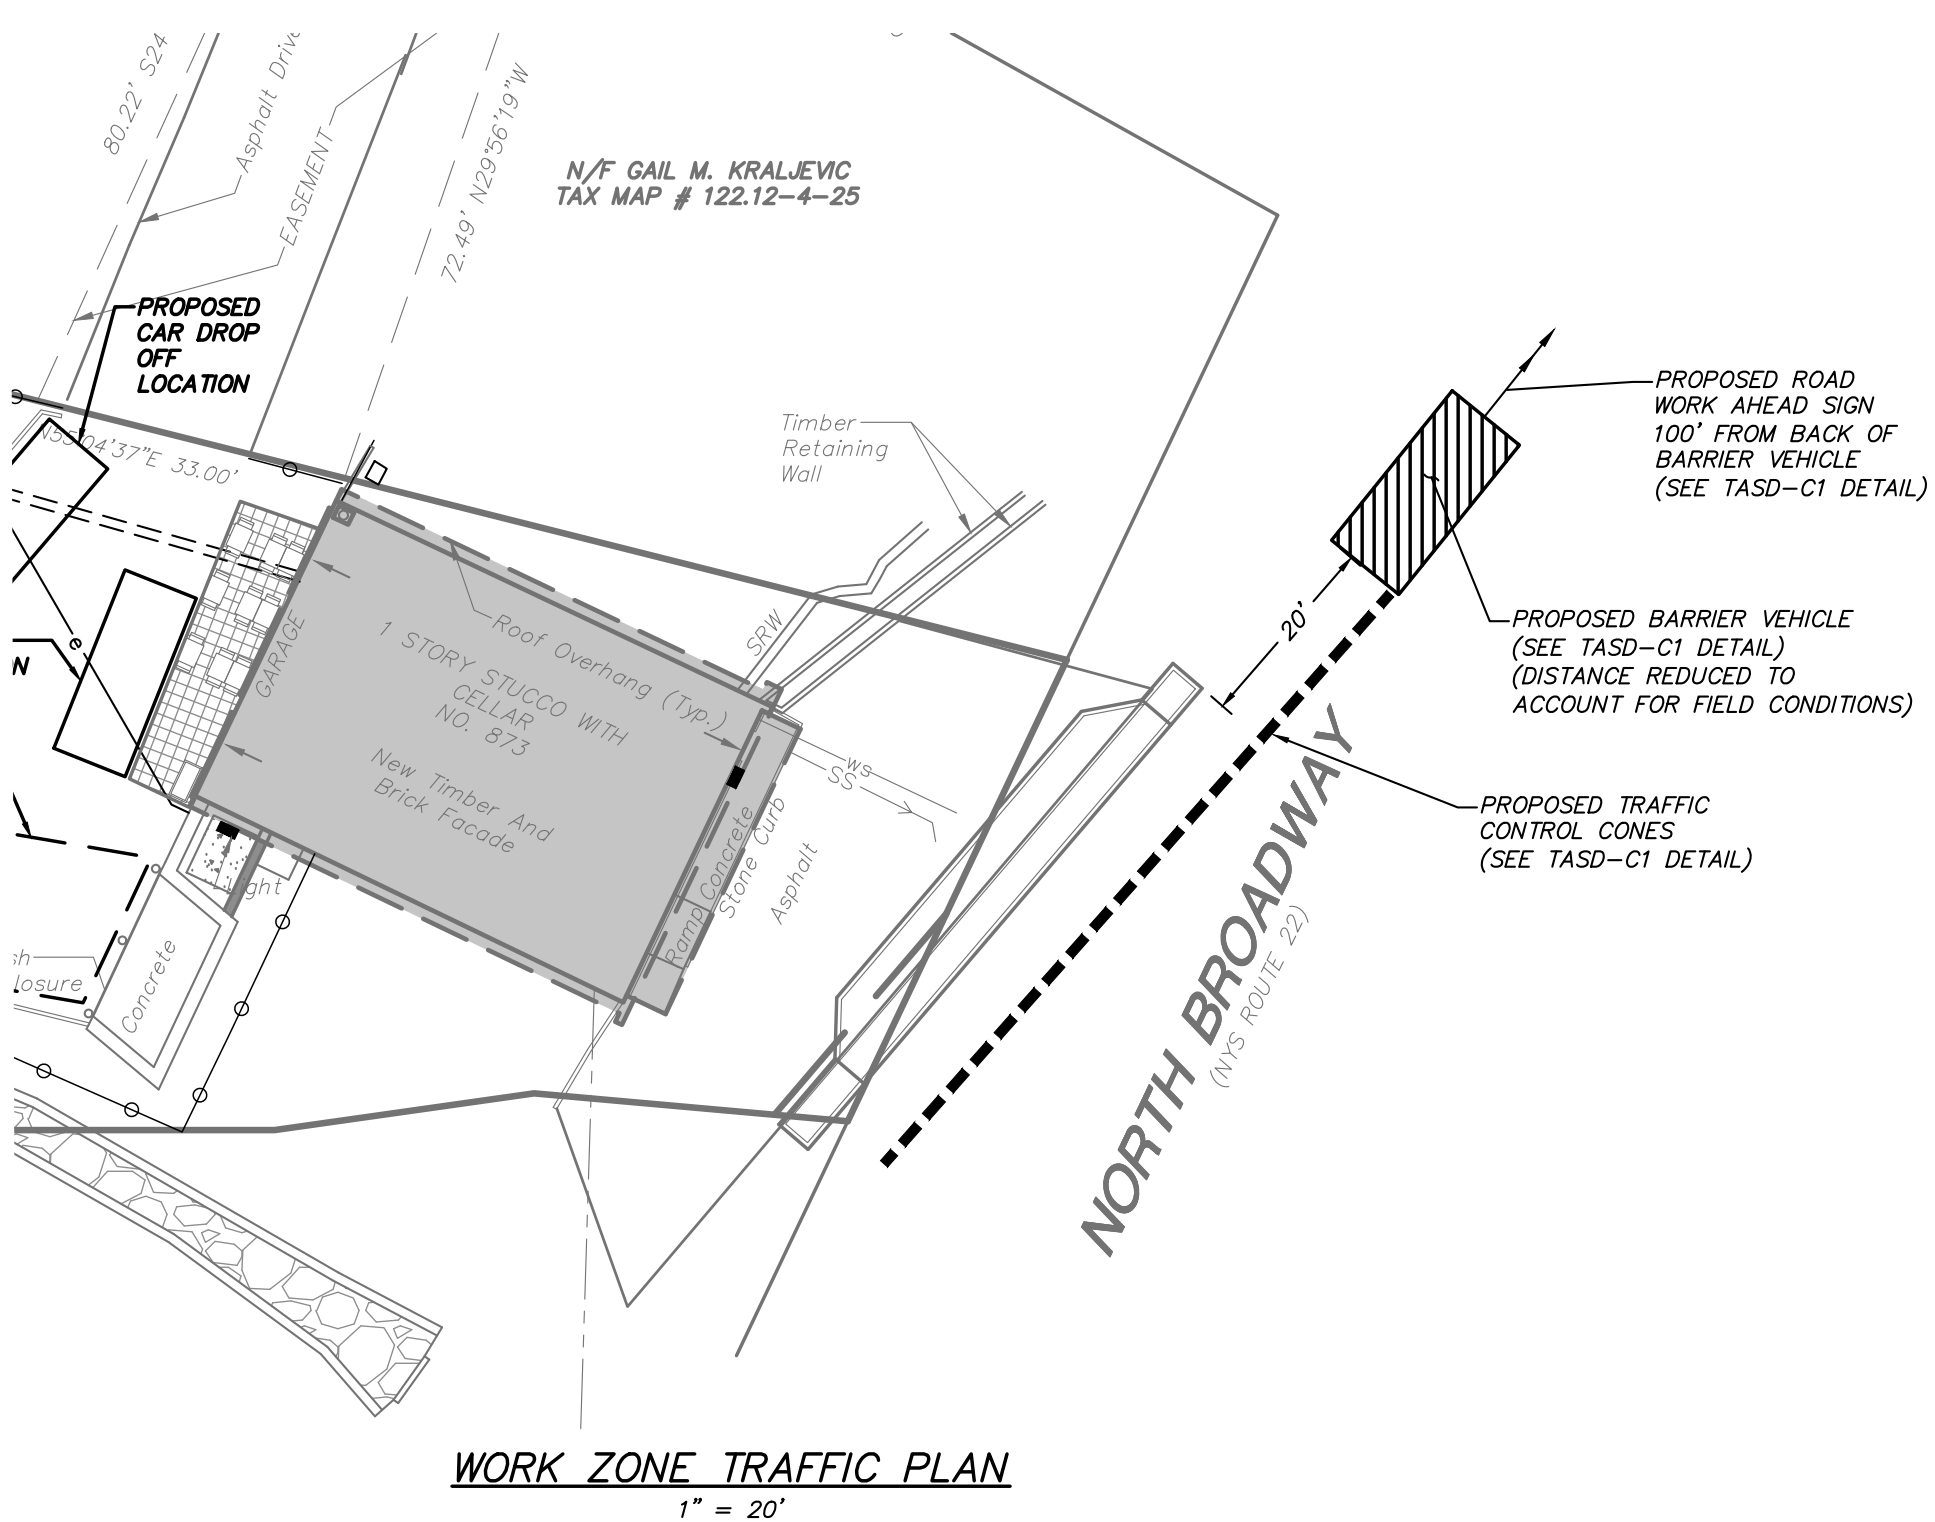 80.22' S24
Asphalt Drive
EASEMENT
72.49' N29°56'19"W
N/F GAIL M. KRALJEVIC
TAX MAP # 122.12-4-25
PROPOSED
CAR DROP
OFF
LOCATION
N55°04'37"E 33.00'
Timber
Retaining
Wall
PROPOSED ROAD
WORK AHEAD SIGN
100' FROM BACK OF
BARRIER VEHICLE
(SEE TASD-C1 DETAIL)
20'
PROPOSED BARRIER VEHICLE
(SEE TASD-C1 DETAIL)
(DISTANCE REDUCED TO
ACCOUNT FOR FIELD CONDITIONS)
PROPOSED TRAFFIC
CONTROL CONES
(SEE TASD-C1 DETAIL)
NORTH BROADWAY
(NYS ROUTE 22)
SRW
Roof Overhang (Typ.)
1 STORY STUCCO WITH
CELLAR
NO. 873
New Timber And
Brick Facade
GARAGE
e
N
ws
SS
Concrete
Stone Curb
Ramp
Asphalt
Light
sh
losure
Concrete
WORK ZONE TRAFFIC PLAN
1" = 20'